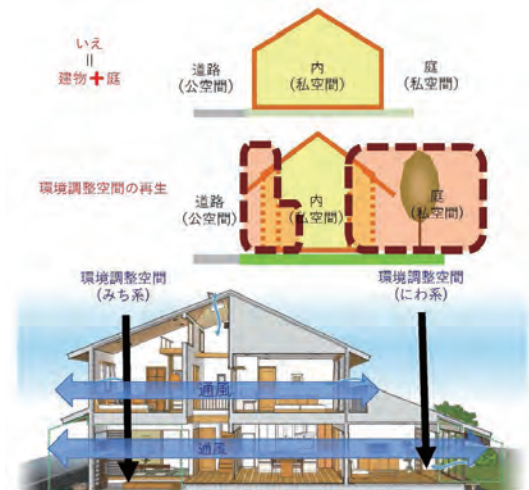 いえ
=
建物+庭
道路
(公空間)
内
(私空間)
庭
(私空間)
環境調整空間の再生
道路
(公空間)
内
(私空間)
庭
(私空間)
環境調整空間
(みち系)
環境調整空間
(にわ系)
通風
通風